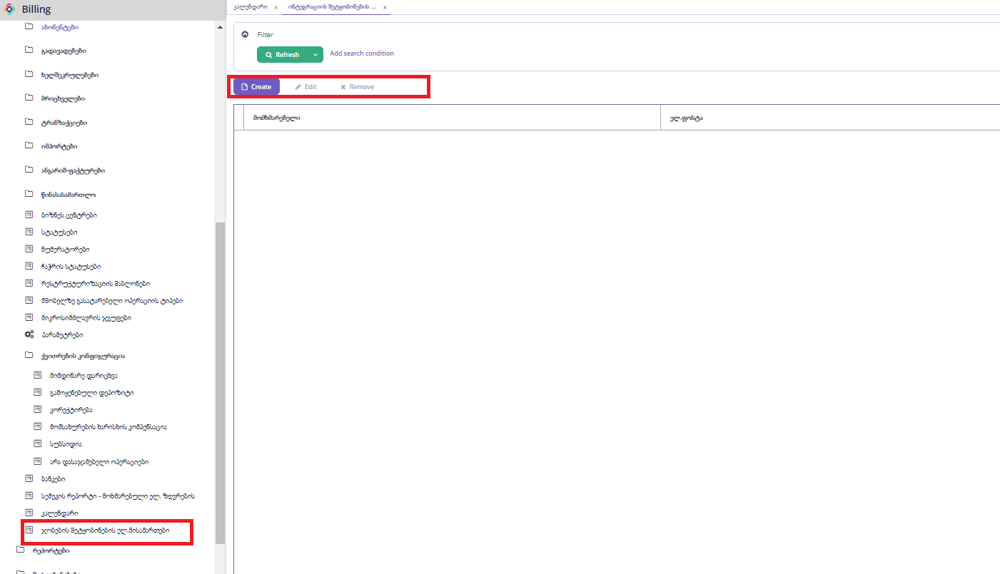 Billing
აბონენტები
გადავადებები
ხელშეკრულებები
მრიცხველები
ტრანზაქციები
იმპორტები
ანგარიშ-ფაქტურები
წინასასამართლო
ბიზნეს ცენტრები
სტატუსები
ნუმერატორები
ჩაჭრის სტატუსები
რესტრუქტურიზაციის შაბლონები
მშობელზე გასატარებელი ოპერაციის ტიპები
მიკროსიმძლავრის ჯგუფები
პარამეტრები
ქვითრების კონფიგურაცია
მიმდინარე დარიცხვა
გამოყენებული დეპოზიტი
კორექტირება
მომსახურების ხარისხის კომპენსაცია
სუბსიდია
არა დასაჯამებელი ოპერაციები
ბანკები
სემეკის რეპორტი - მოხმარებული ელ. ზღვრების
კალენდარი
ჯობების შეტყობინების ელ.მისამართები
რეპორტები
კალენდარი ×
ინტეგრაციის შეტყობინების ... ×
Filter
Refresh
Add search condition
Create Edit Remove
მომხმარებელი ელ.ფოსტა